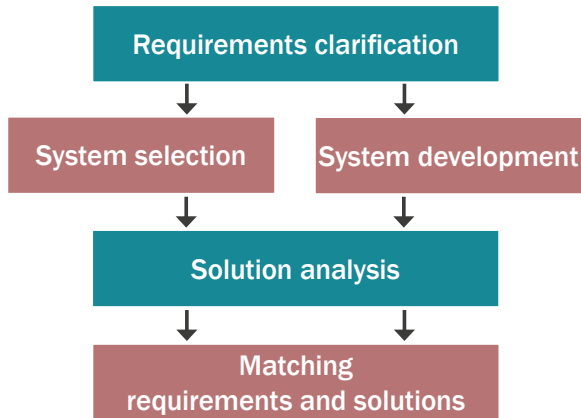 Requirements clarification
System selection
System development
Solution analysis
Matching
requirements and solutions